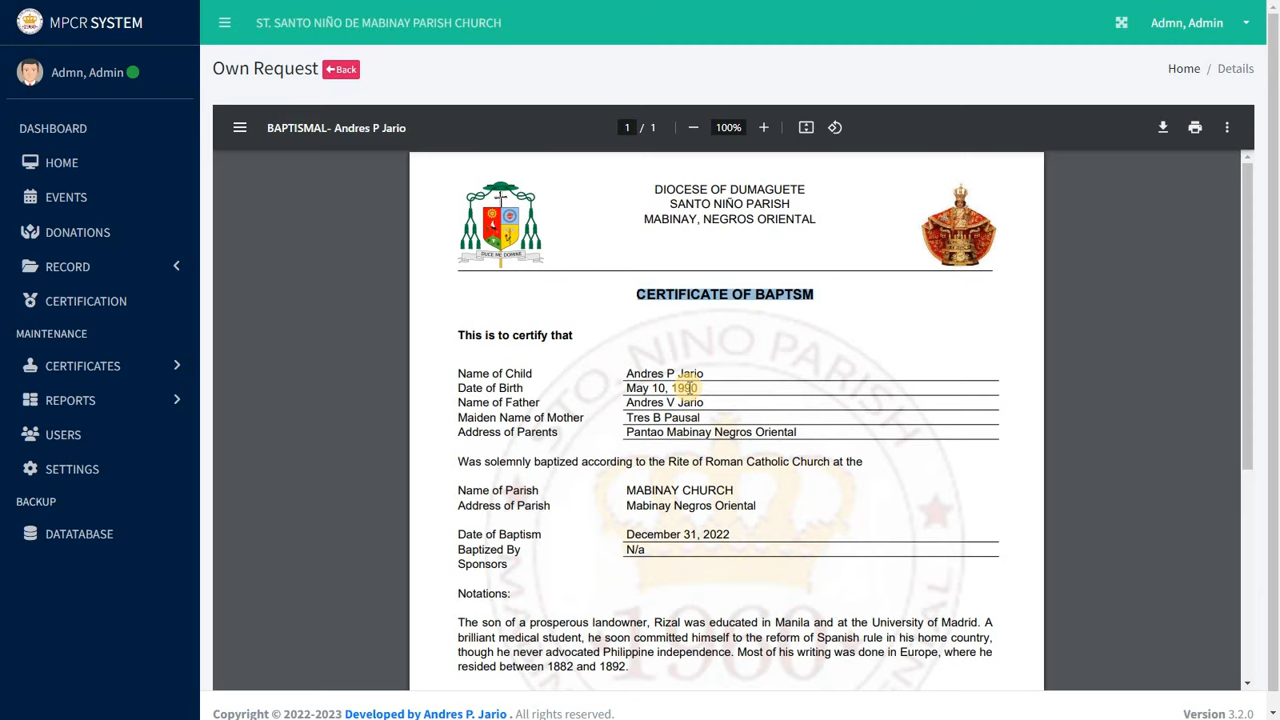 MPCR SYSTEM
ST. SANTO NIÑO DE MABINAY PARISH CHURCH
Admn, Admin
Admn, Admin
Own Request
Back
Home / Details
DASHBOARD
HOME
EVENTS
DONATIONS
RECORD
CERTIFICATION
MAINTENANCE
CERTIFICATES
REPORTS
USERS
SETTINGS
BACKUP
DATATABASE
BAPTISMAL- Andres P Jario
1 / 1
100%
DIOCESE OF DUMAGUETE
SANTO NIÑO PARISH
MABINAY, NEGROS ORIENTAL
DUCE ME DOMINE
CERTIFICATE OF BAPTSM
This is to certify that
Name of Child Andres P Jario
Date of Birth May 10, 1990
Name of Father Andres V Jario
Maiden Name of Mother Tres B Pausal
Address of Parents Pantao Mabinay Negros Oriental
Was solemnly baptized according to the Rite of Roman Catholic Church at the
Name of Parish MABINAY CHURCH
Address of Parish Mabinay Negros Oriental
Date of Baptism December 31, 2022
Baptized By N/a
Sponsors
Notations:
The son of a prosperous landowner, Rizal was educated in Manila and at the University of Madrid. A
brilliant medical student, he soon committed himself to the reform of Spanish rule in his home country,
though he never advocated Philippine independence. Most of his writing was done in Europe, where he
resided between 1882 and 1892.
1960
Copyright © 2022-2023 Developed by Andres P. Jario . All rights reserved.
Version 3.2.0